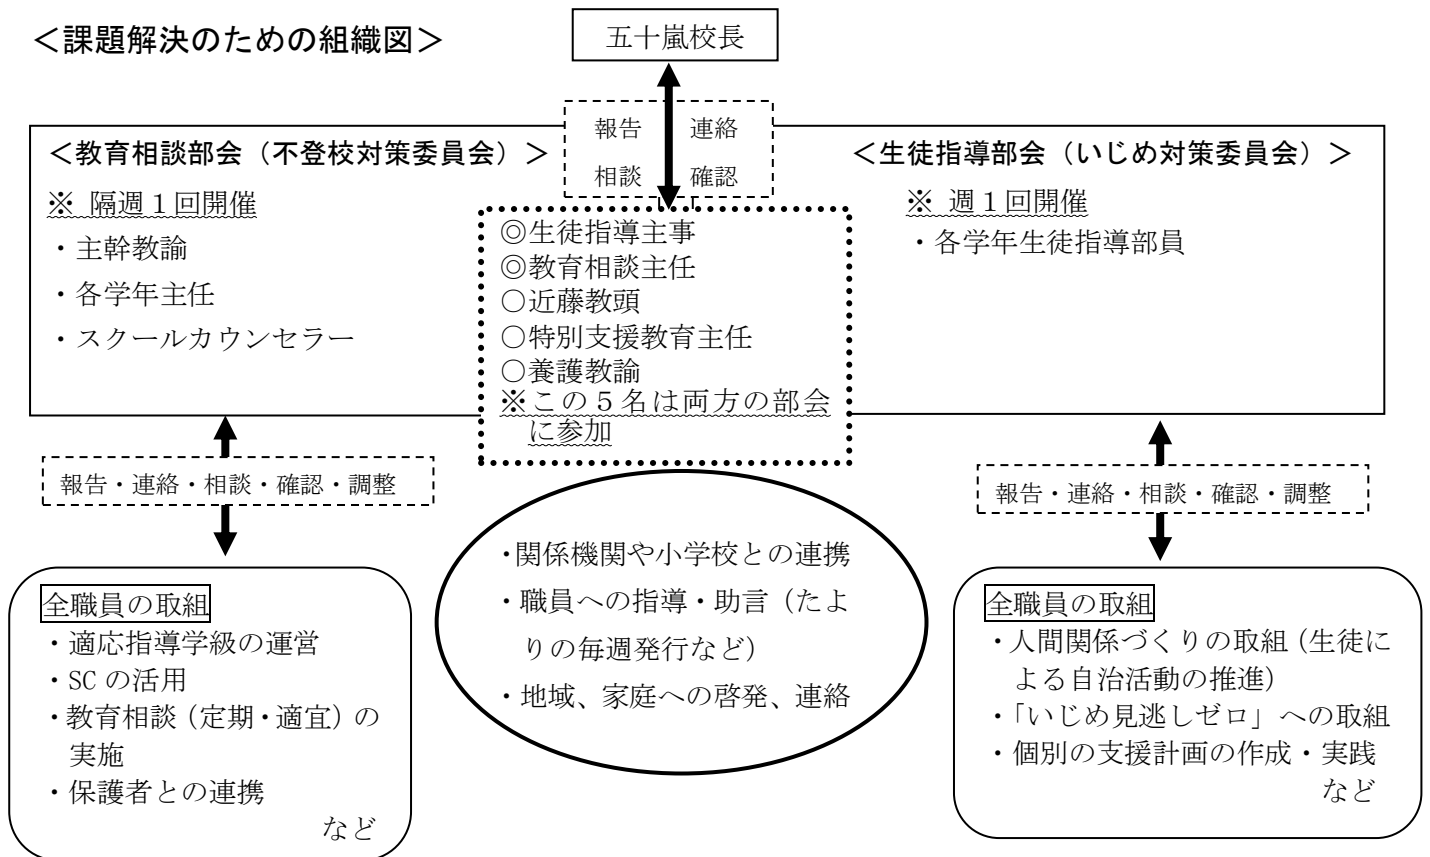 ＜課題解決のための組織図＞
五十嵐校長
報告　連絡
相談　確認
＜教育相談部会（不登校対策委員会）＞
※ 隔週１回開催
・主幹教諭
・各学年主任
・スクールカウンセラー
◎生徒指導主事
◎教育相談主任
○近藤教頭
○特別支援教育主任
○養護教諭
※この５名は両方の部会
に参加
＜生徒指導部会（いじめ対策委員会）＞
※ 週１回開催
・各学年生徒指導部員
報告・連絡・相談・確認・調整
全職員の取組
・適応指導学級の運営
・SC の活用
・教育相談（定期・適宜）の
実施
・保護者との連携
など
・関係機関や小学校との連携
・職員への指導・助言（たよ
りの毎週発行など）
・地域、家庭への啓発、連絡
報告・連絡・相談・確認・調整
全職員の取組
・人間関係づくりの取組（生徒に
よる自治活動の推進）
・「いじめ見逃しゼロ」への取組
・個別の支援計画の作成・実践
など